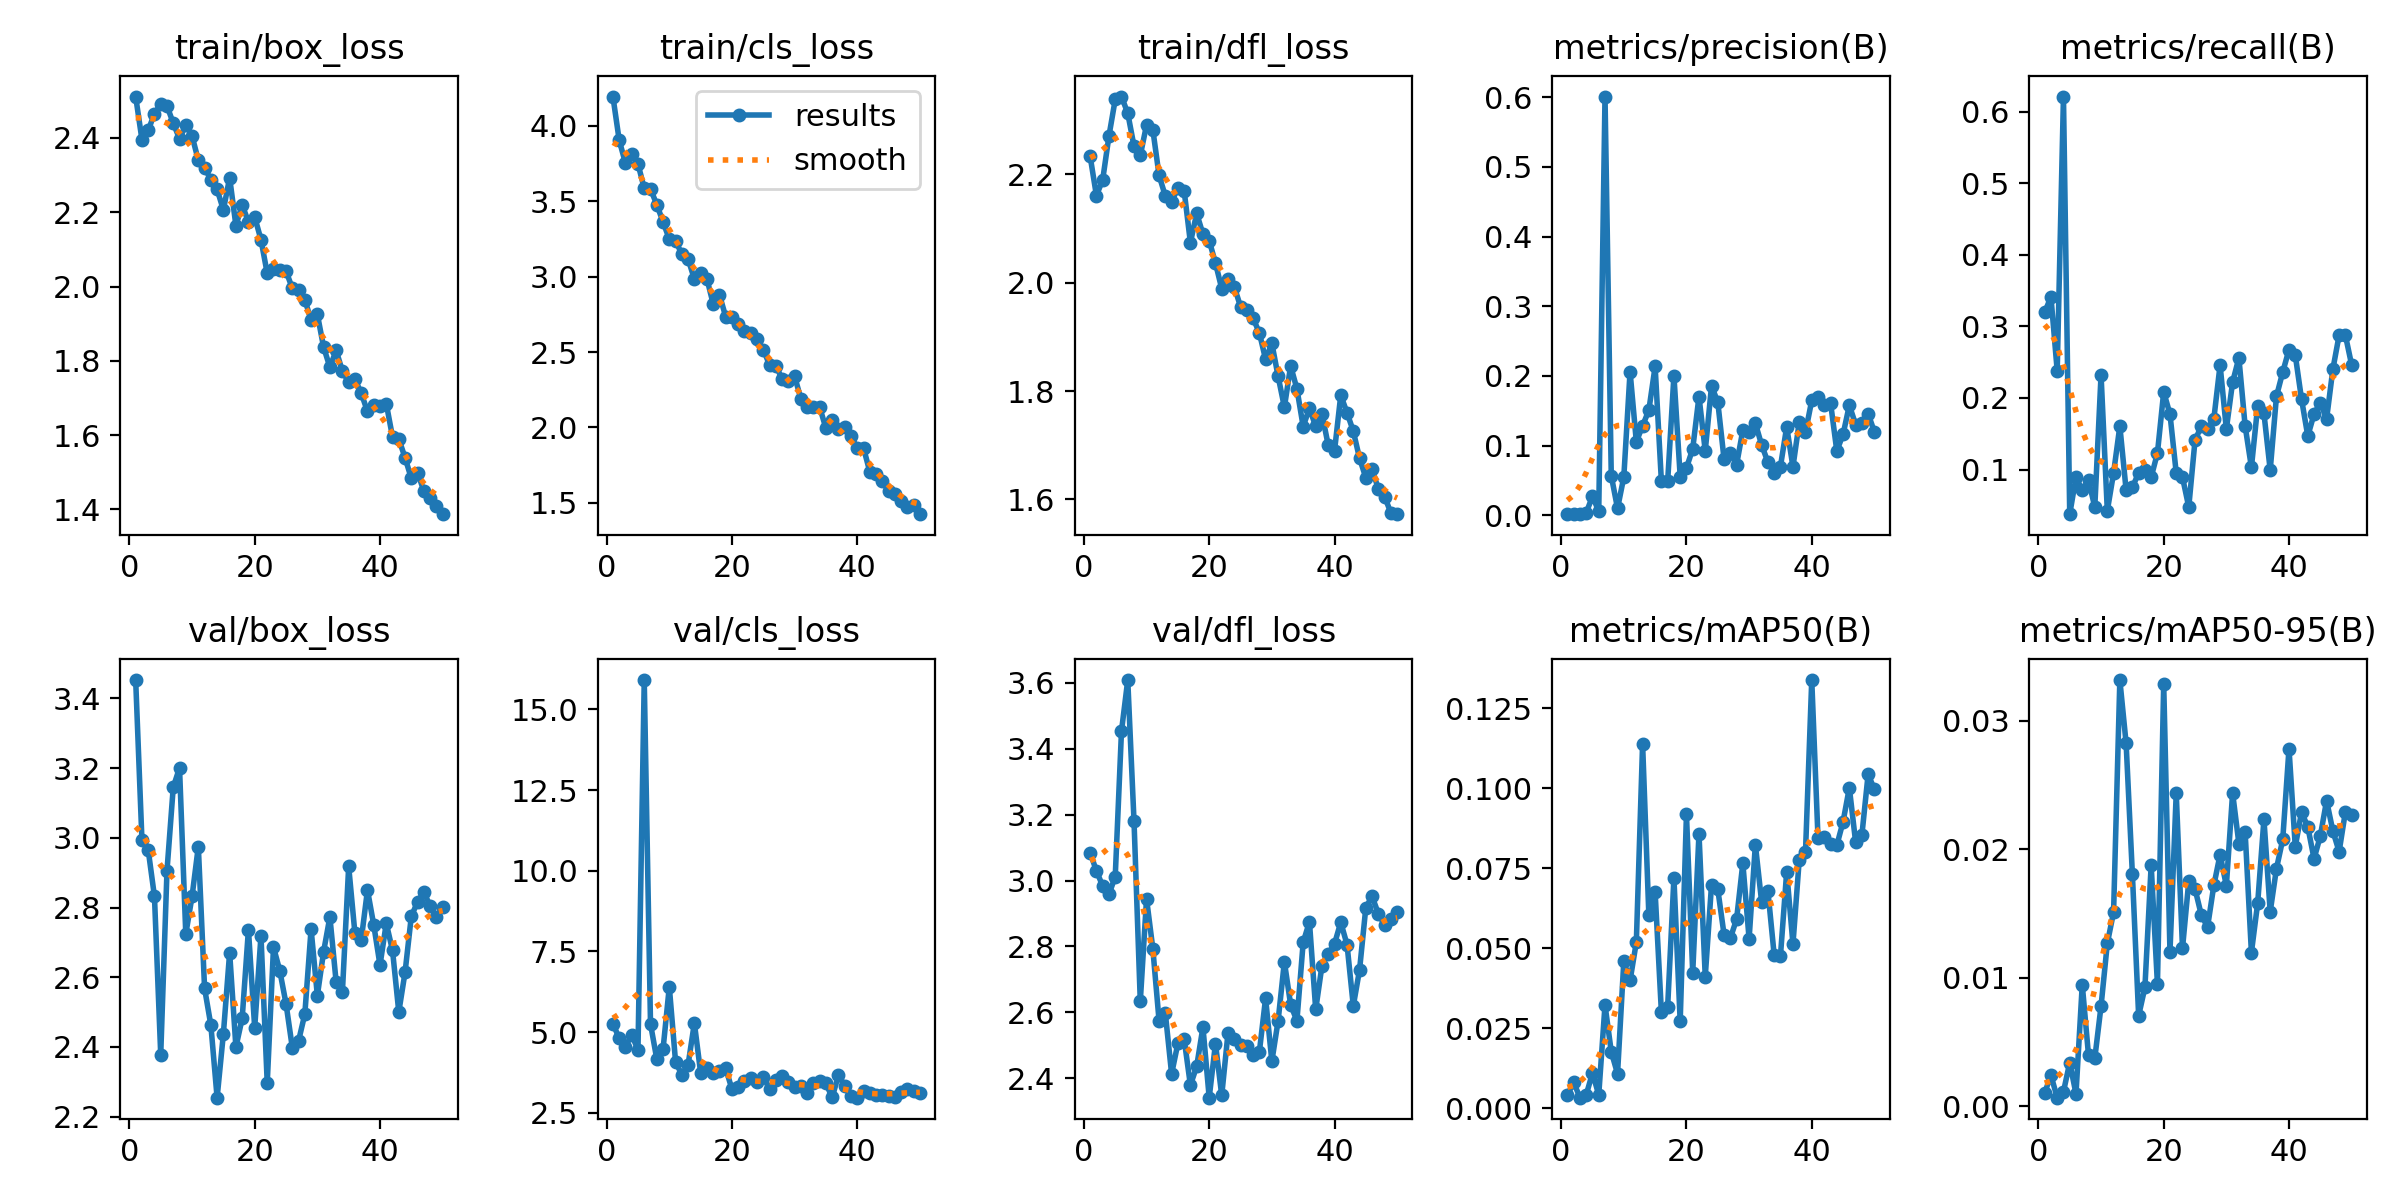 train/box_loss
2.4
2.2
2.0
1.8
1.6
1.4
0 20 40
train/cls_loss
results
smooth
4.0
3.5
3.0
2.5
2.0
1.5
0 20 40
train/dfl_loss
2.2
2.0
1.8
1.6
0 20 40
metrics/precision(B)
0.6
0.5
0.4
0.3
0.2
0.1
0.0
0 20 40
metrics/recall(B)
0.6
0.5
0.4
0.3
0.2
0.1
0 20 40
val/box_loss
3.4
3.2
3.0
2.8
2.6
2.4
2.2
0 20 40
val/cls_loss
15.0
12.5
10.0
7.5
5.0
2.5
0 20 40
val/dfl_loss
3.6
3.4
3.2
3.0
2.8
2.6
2.4
0 20 40
metrics/mAP50(B)
0.125
0.100
0.075
0.050
0.025
0.000
0 20 40
metrics/mAP50-95(B)
0.03
0.02
0.01
0.00
0 20 40